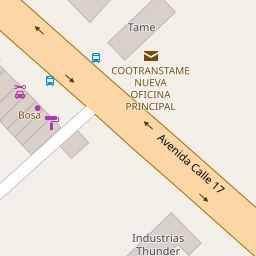 Tame
COOTRANSTAME
NUEVA
OFICINA
PRINCIPAL
Bosa
Avenida Calle 17
Industrias
Thunder